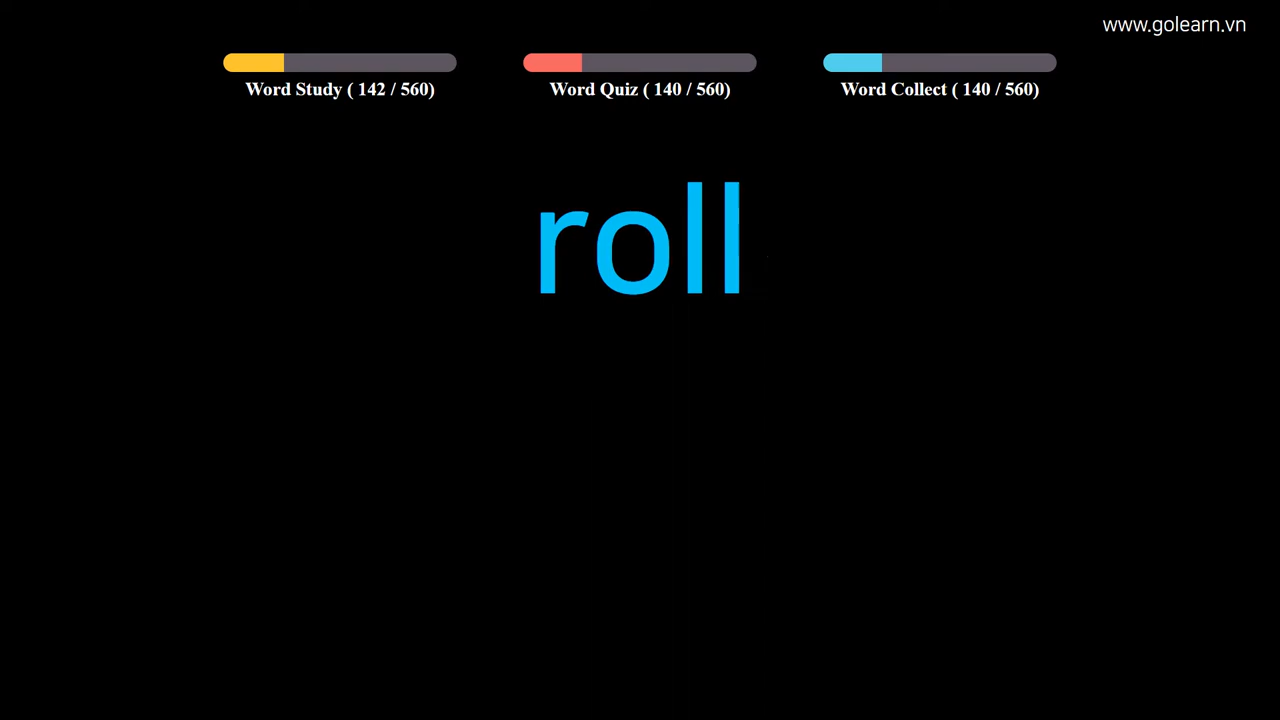 www.golearn.vn
Word Study ( 142 / 560)
Word Quiz ( 140 / 560)
Word Collect ( 140 / 560)
roll